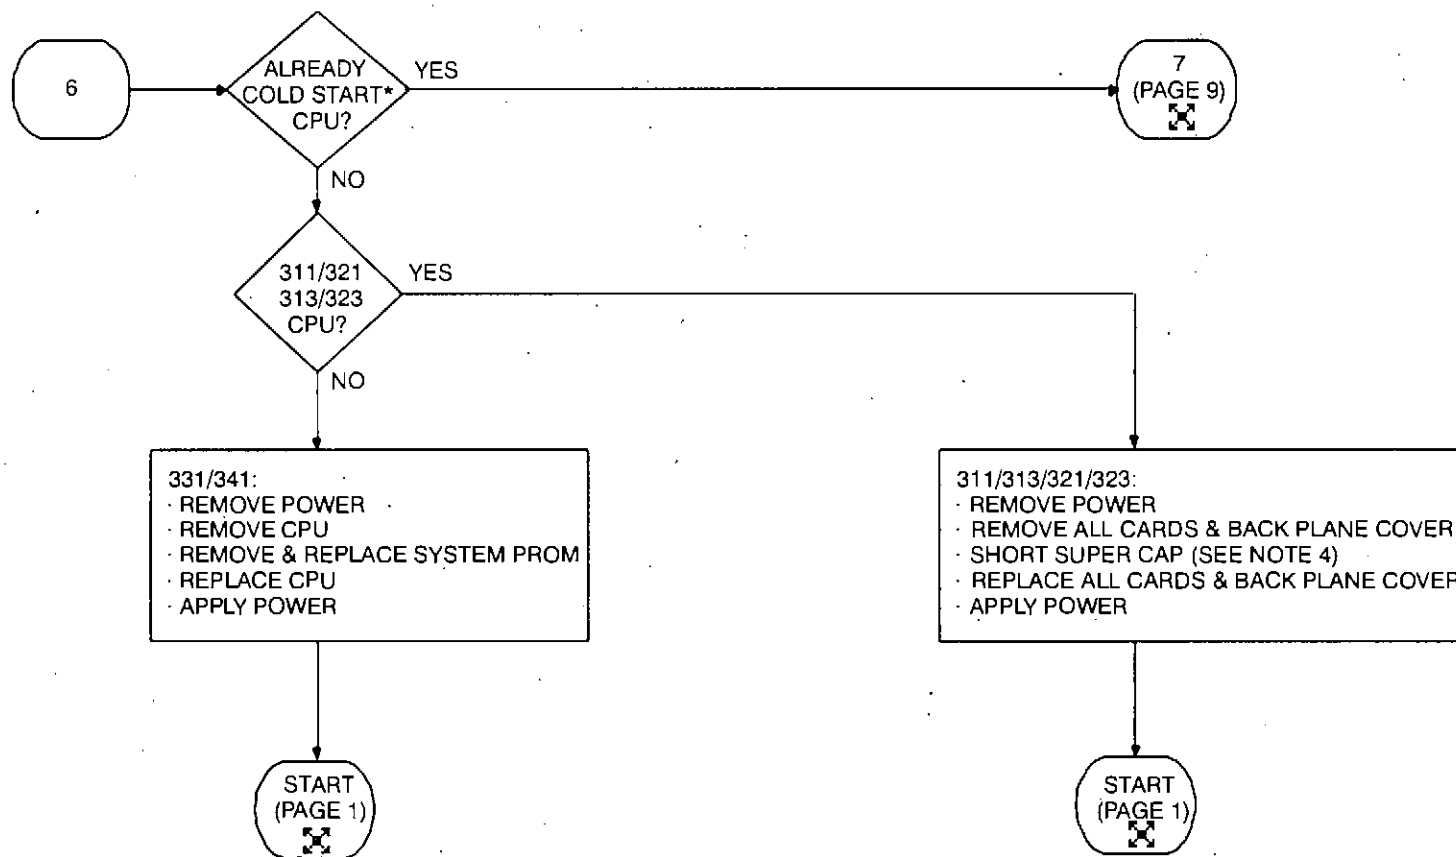 6
ALREADY
COLD START*
CPU?
YES
7
(PAGE 9)
NO
311/321
313/323
CPU?
YES
NO
331/341:
· REMOVE POWER
· REMOVE CPU
· REMOVE & REPLACE SYSTEM PROM
· REPLACE CPU
· APPLY POWER
311/313/321/323:
· REMOVE POWER
· REMOVE ALL CARDS & BACK PLANE COVER
· SHORT SUPER CAP (SEE NOTE 4)
· REPLACE ALL CARDS & BACK PLANE COVER
· APPLY POWER
START
(PAGE 1)
START
(PAGE 1)